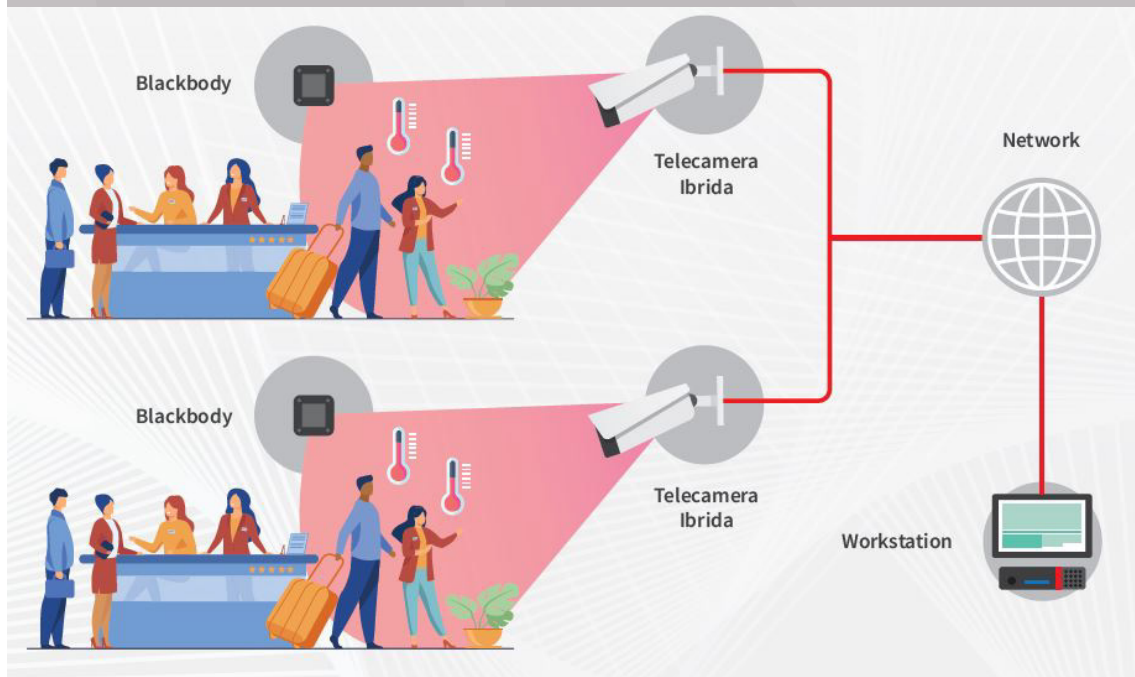 Blackbody
Telecamera
Ibrida
Network
Blackbody
Telecamera
Ibrida
Workstation